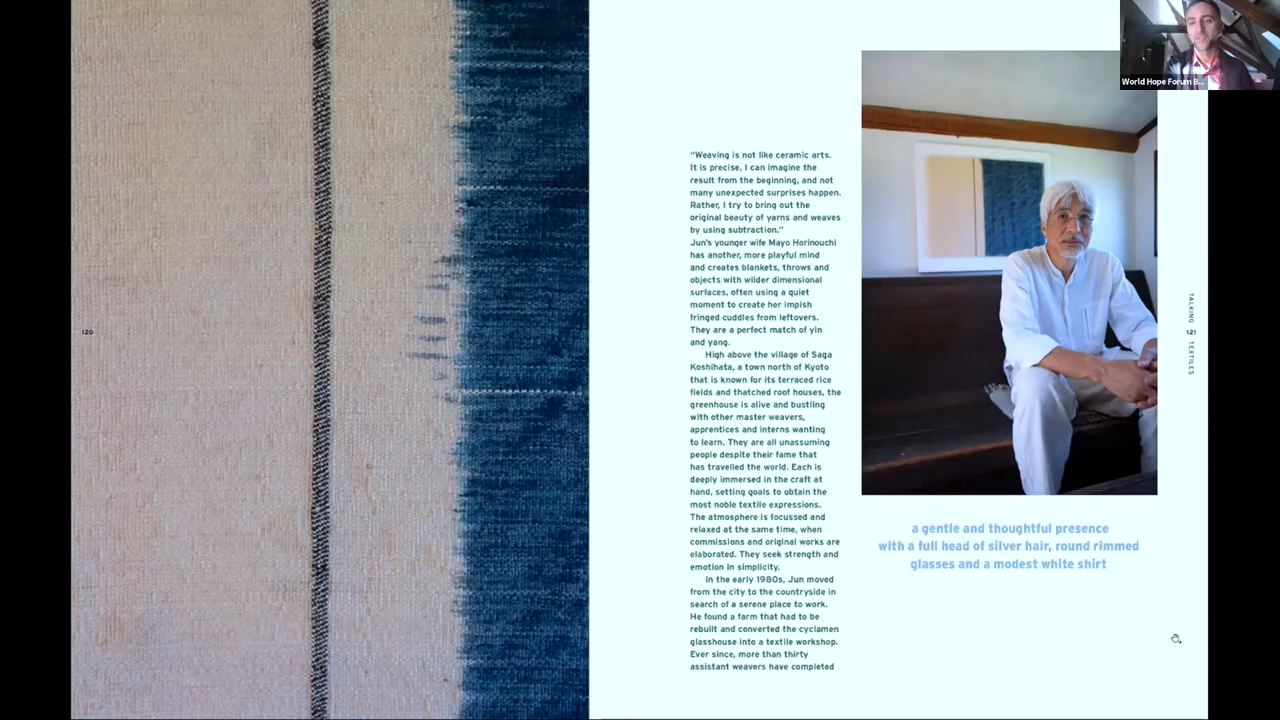 World Hope Forum B...
120
"Weaving is not like ceramic arts.
It is precise, I can imagine the
result from the beginning, and not
many unexpected surprises happen.
Rather, I try to bring out the
original beauty of yarns and weaves
by using subtraction."
Jun's younger wife Mayo Horinouchi
has another, more playful mind
and creates blankets, throws and
objects with wilder dimensional
surfaces, often using a quiet
moment to create her impish
fringed cuddles from leftovers.
They are a perfect match of yin
and yang.
High above the village of Saga
Koshihata, a town north of Kyoto
that is known for its terraced rice
fields and thatched roof houses, the
greenhouse is alive and bustling
with other master weavers,
apprentices and interns wanting
to learn. They are all unassuming
people despite their fame that
has travelled the world. Each is
deeply immersed in the craft at
hand, setting goals to obtain the
most noble textile expressions.
The atmosphere is focussed and
relaxed at the same time, when
commissions and original works are
elaborated. They seek strength and
emotion in simplicity.
In the early 1980s, Jun moved
from the city to the countryside in
search of a serene place to work.
He found a farm that had to be
rebuilt and converted the cyclamen
glasshouse into a textile workshop.
Ever since, more than thirty
assistant weavers have completed
a gentle and thoughtful presence
with a full head of silver hair, round rimmed
glasses and a modest white shirt
TALKING
121
TEXTILES